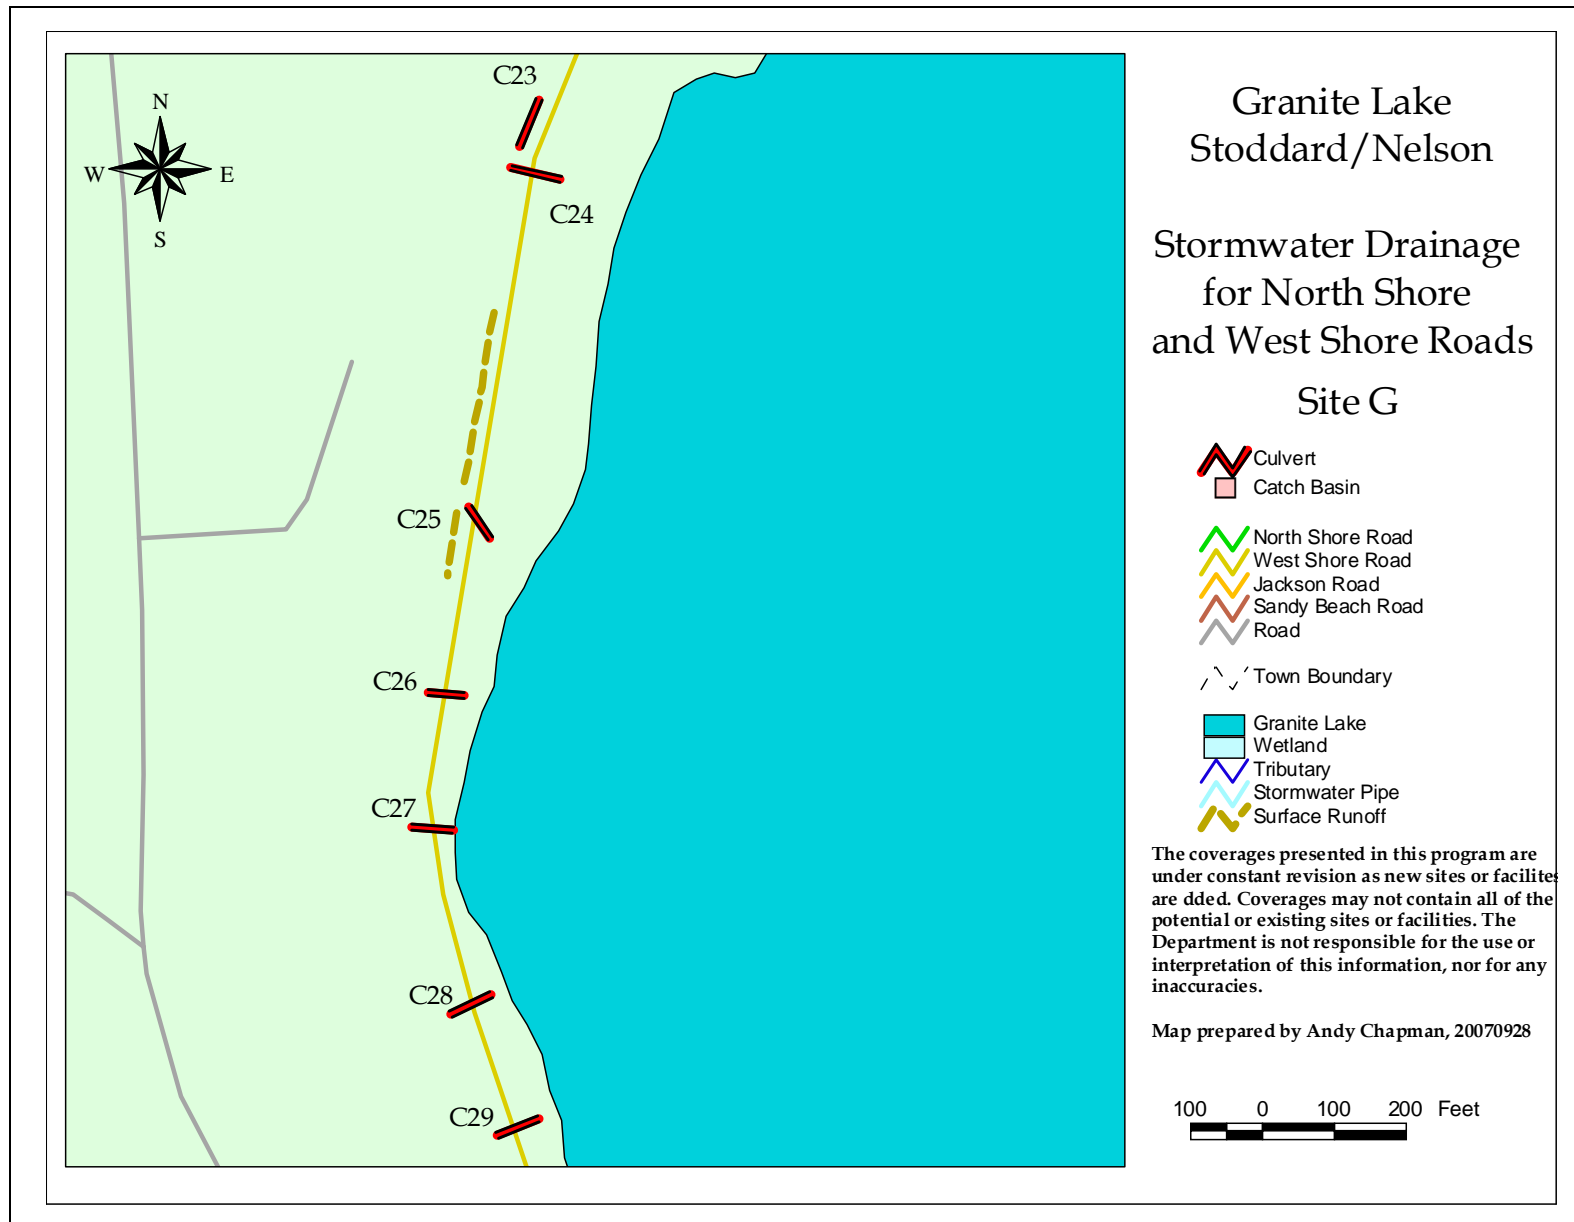 Granite Lake
Stoddard/Nelson
Stormwater Drainage
for North Shore
and West Shore Roads
Site G
N
W
E
S
C23
C24
C25
C26
C27
C28
C29
Culvert
Catch Basin
North Shore Road
West Shore Road
Jackson Road
Sandy Beach Road
Road
Town Boundary
Granite Lake
Wetland
Tributary
Stormwater Pipe
Surface Runoff
The coverages presented in this program are
under constant revision as new sites or facilites
are dded. Coverages may not contain all of the
potential or existing sites or facilities. The
Department is not responsible for the use or
interpretation of this information, nor for any
inaccuracies.
Map prepared by Andy Chapman, 20070928
100 0 100 200 Feet